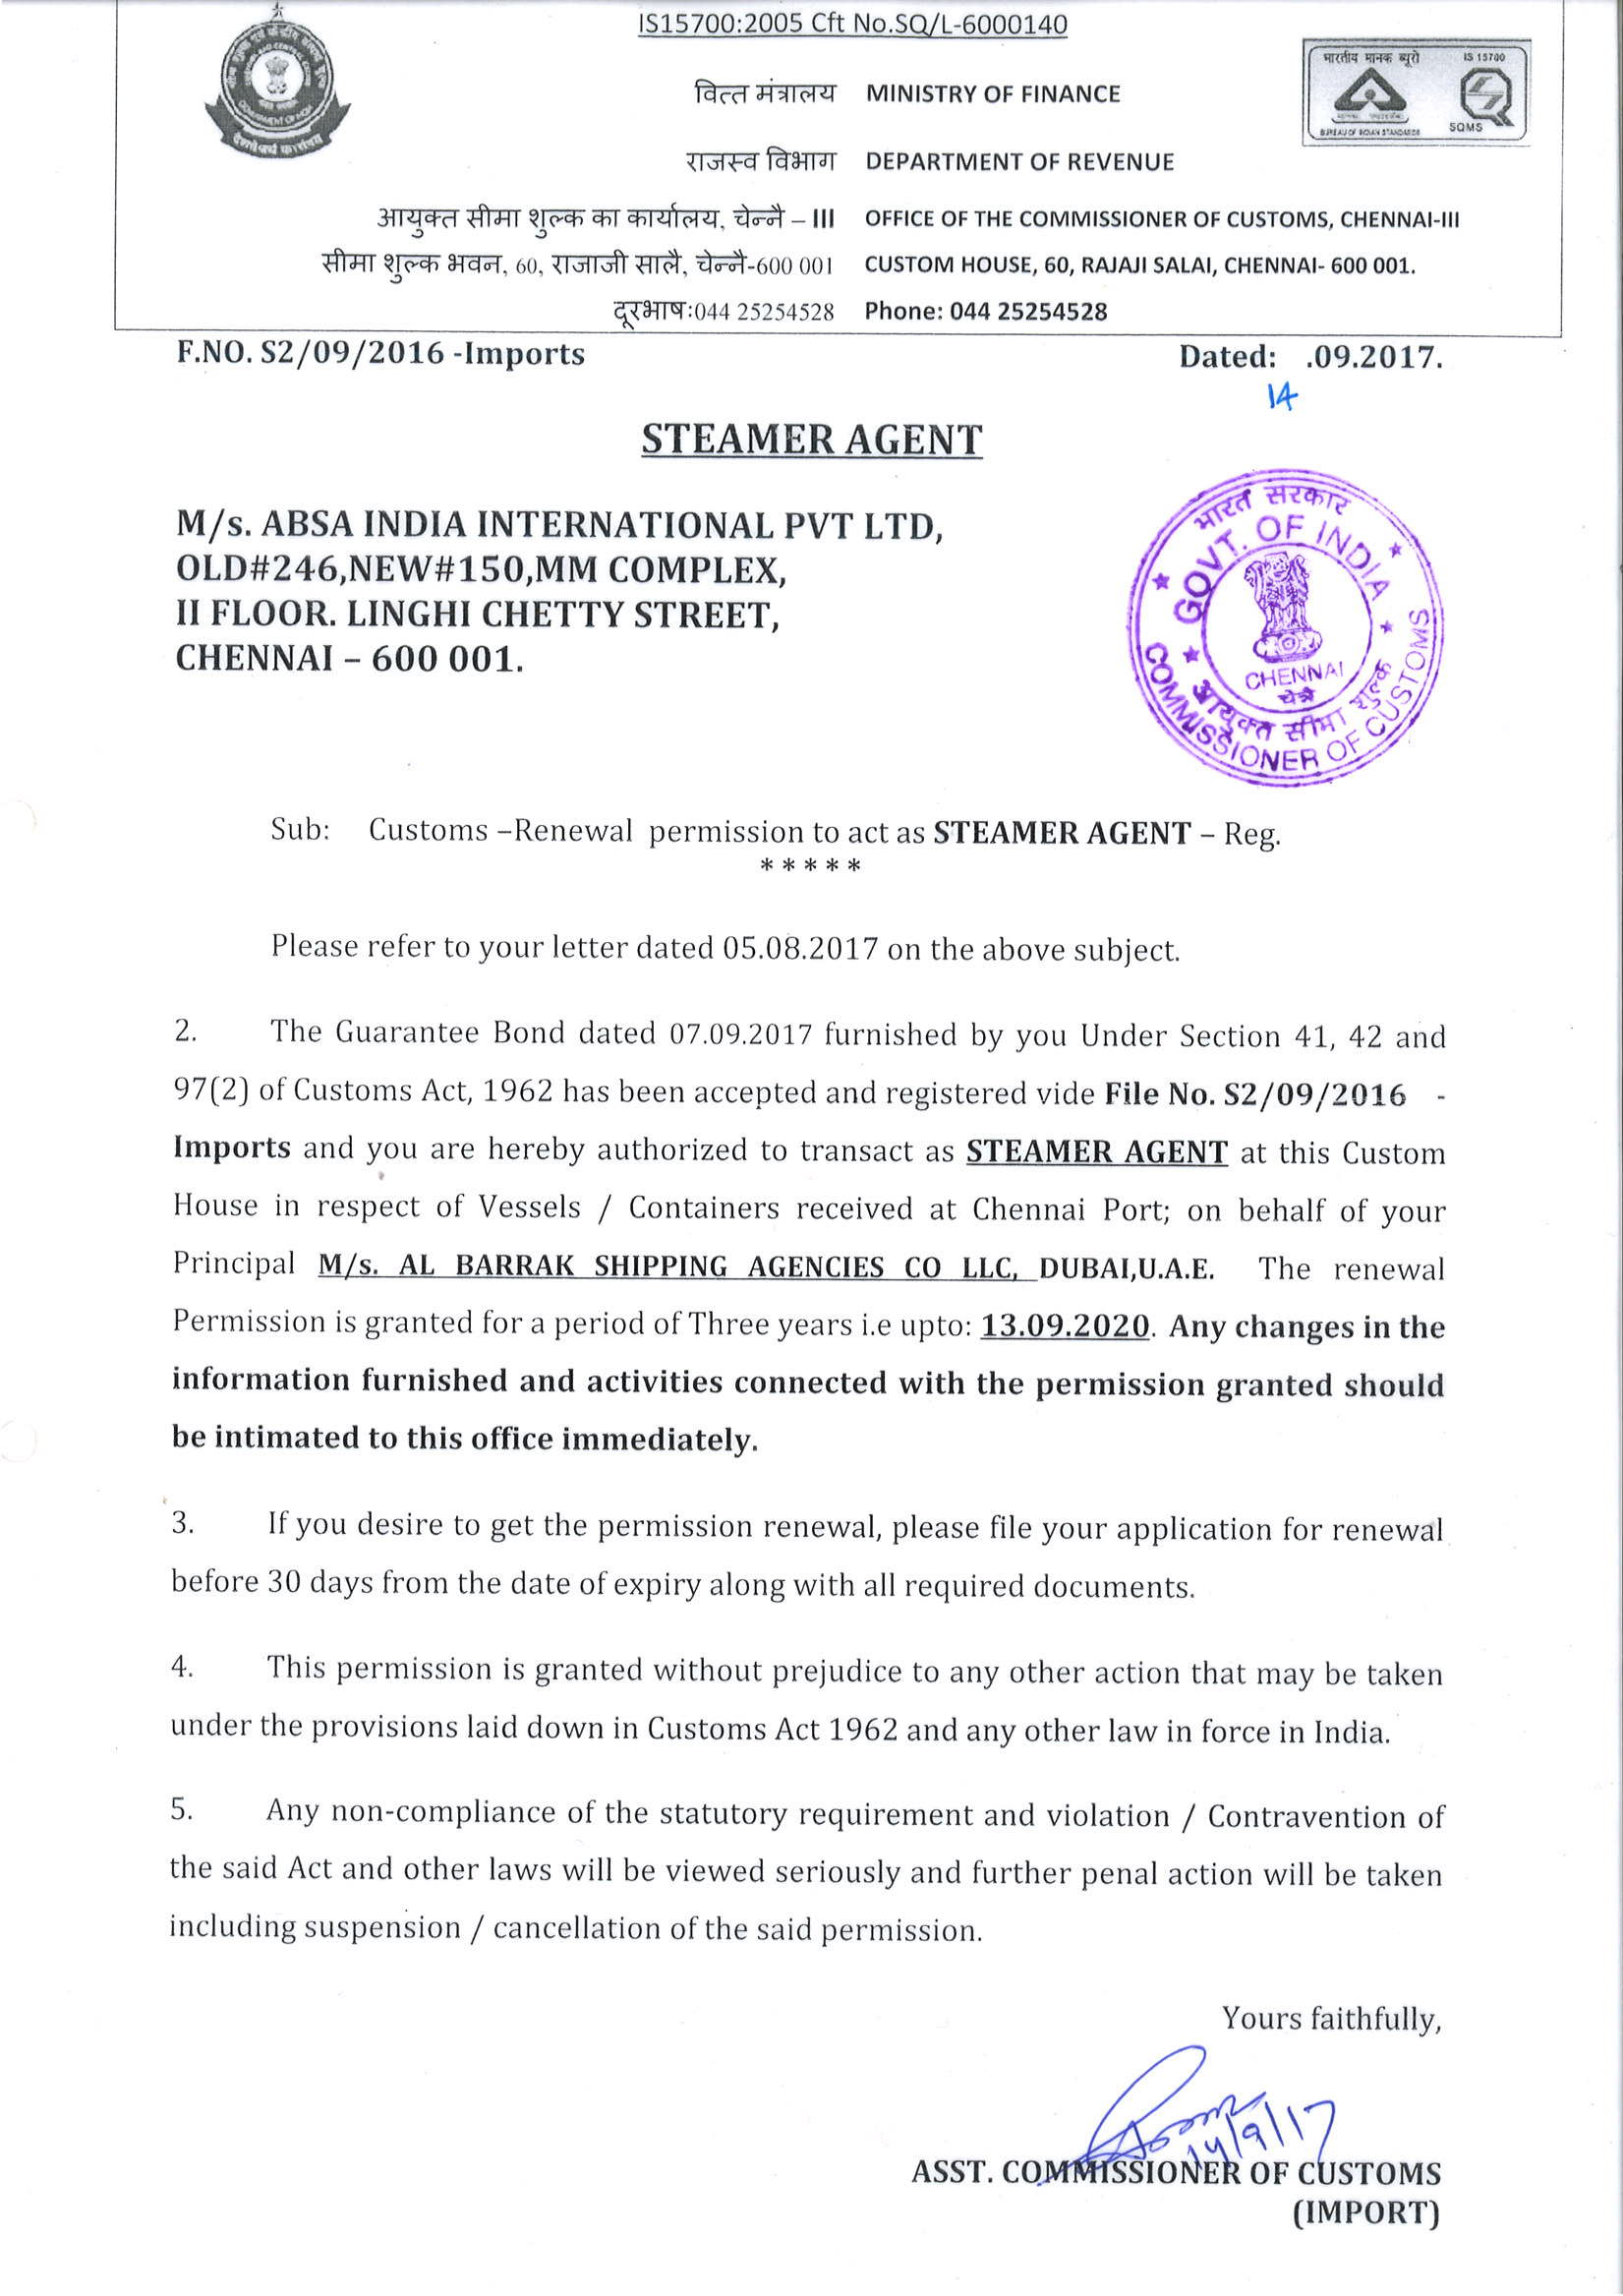 IS15700:2005 Cft No.SQ/L-6000140
भारतीय मानक ब्यूरो IS 15700
BUREAU OF INDIAN STANDARDS SQMS
वित्त मंत्रालय MINISTRY OF FINANCE
राजस्व विभाग DEPARTMENT OF REVENUE
आयुक्त सीमा शुल्क का कार्यालय, चेन्नै – III OFFICE OF THE COMMISSIONER OF CUSTOMS, CHENNAI-III
सीमा शुल्क भवन, 60, राजाजी सालै, चेन्नै-600 001 CUSTOM HOUSE, 60, RAJAJI SALAI, CHENNAI- 600 001.
दूरभाष:044 25254528 Phone: 044 25254528
F.NO. S2/09/2016 -Imports Dated: .09.2017.
14
STEAMER AGENT
M/s. ABSA INDIA INTERNATIONAL PVT LTD,
OLD#246,NEW#150,MM COMPLEX,
II FLOOR. LINGHI CHETTY STREET,
CHENNAI – 600 001.
भारत सरकार
GOVT. OF INDIA
CHENNAI
चेन्नै
आयुक्त सीमा शुल्क
COMMISSIONER OF CUSTOMS
Sub: Customs –Renewal permission to act as STEAMER AGENT – Reg.
* * * * *
Please refer to your letter dated 05.08.2017 on the above subject.
2. The Guarantee Bond dated 07.09.2017 furnished by you Under Section 41, 42 and
97(2) of Customs Act, 1962 has been accepted and registered vide File No. S2/09/2016 -
Imports and you are hereby authorized to transact as STEAMER AGENT at this Custom
House in respect of Vessels / Containers received at Chennai Port; on behalf of your
Principal M/s. AL BARRAK SHIPPING AGENCIES CO LLC, DUBAI,U.A.E. The renewal
Permission is granted for a period of Three years i.e upto: 13.09.2020. Any changes in the
information furnished and activities connected with the permission granted should
be intimated to this office immediately.
3. If you desire to get the permission renewal, please file your application for renewal
before 30 days from the date of expiry along with all required documents.
4. This permission is granted without prejudice to any other action that may be taken
under the provisions laid down in Customs Act 1962 and any other law in force in India.
5. Any non-compliance of the statutory requirement and violation / Contravention of
the said Act and other laws will be viewed seriously and further penal action will be taken
including suspension / cancellation of the said permission.
Yours faithfully,
14/9/17
ASST. COMMISSIONER OF CUSTOMS
(IMPORT)